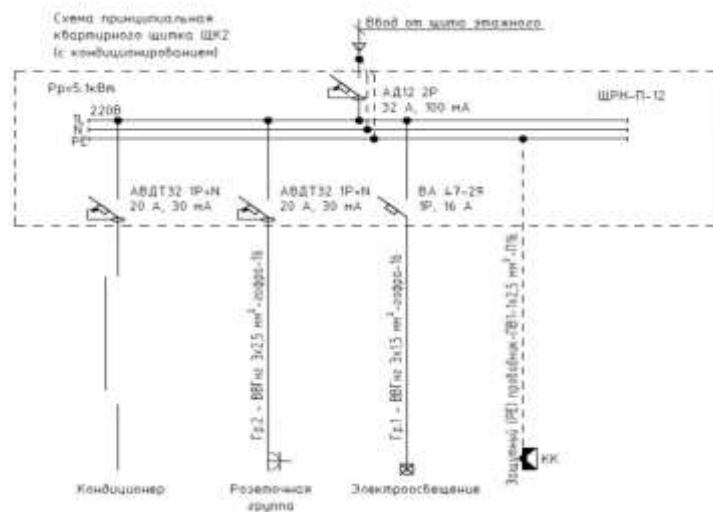 Схема принципиальная
квартирного щитка ЩК2
(с кондиционированием)
Ввод от щита этажного
Рр=5.1кВт
АД12 2Р
32 А, 100 мА
ЩРН-П-12
220В
N
PE
АВДТ32 1Р+N
20 А, 30 мА
АВДТ32 1Р+N
20 А, 30 мА
ВА 47-29
1Р, 16 А
Гр.2 - ВВГнг 3х2,5 мм²-гофра-16
Гр.1 - ВВГнг 3х1,5 мм²-гофра-16
Защитный (РЕ) проводник-ПВ1-1х2,5 мм²-П16
КК
Кондиционер
Розеточная
группа
Электроосвещение